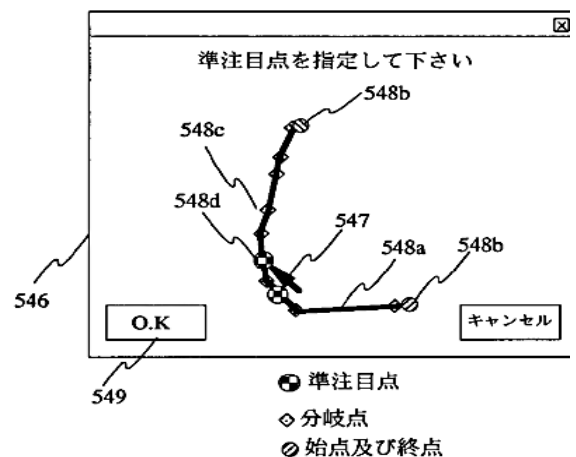 準注目点を指定して下さい
548b
548c
548d
547
548a
548b
546
O.K
キャンセル
549
準注目点
分岐点
始点及び終点